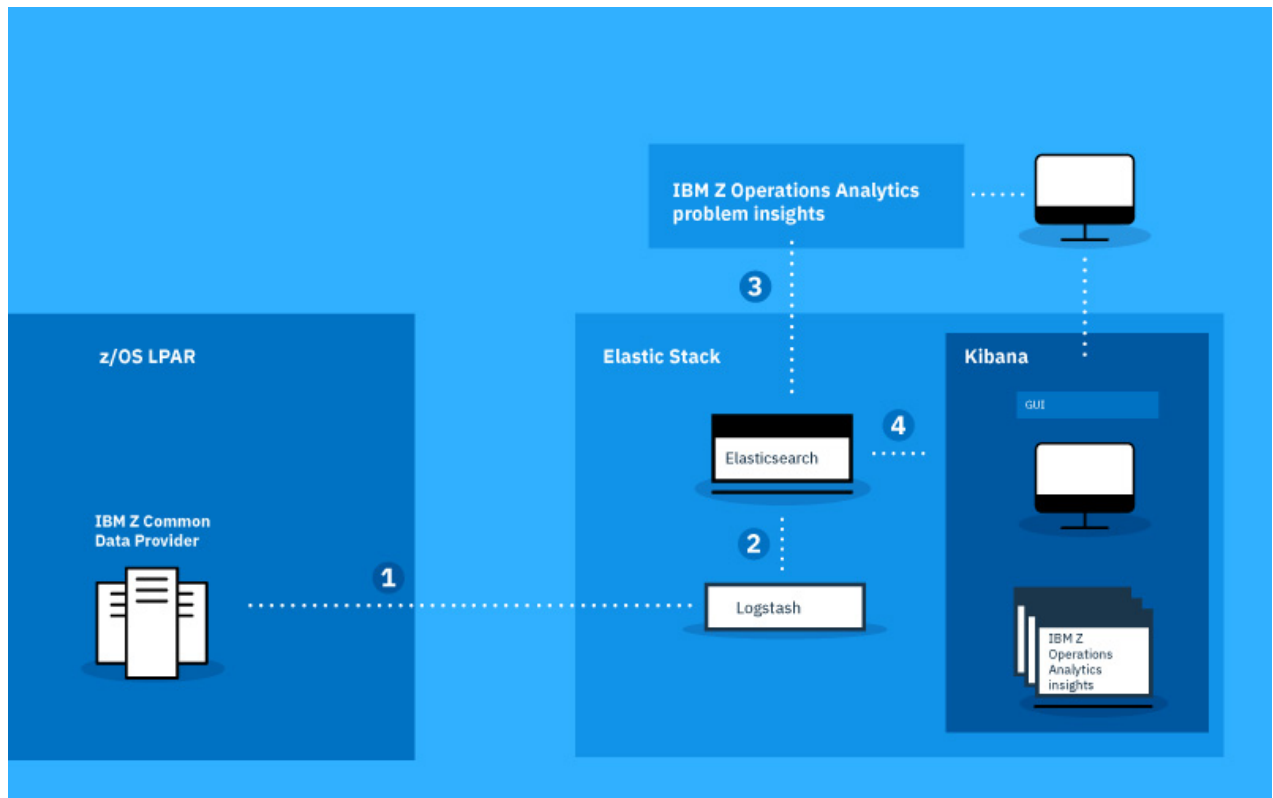 IBM Z Operations Analytics
problem insights
3
z/OS LPAR
Elastic Stack
Kibana
GUI
4
Elasticsearch
IBM Z Common
Data Provider
2
1
Logstash
IBM Z
Operations
Analytics
insights